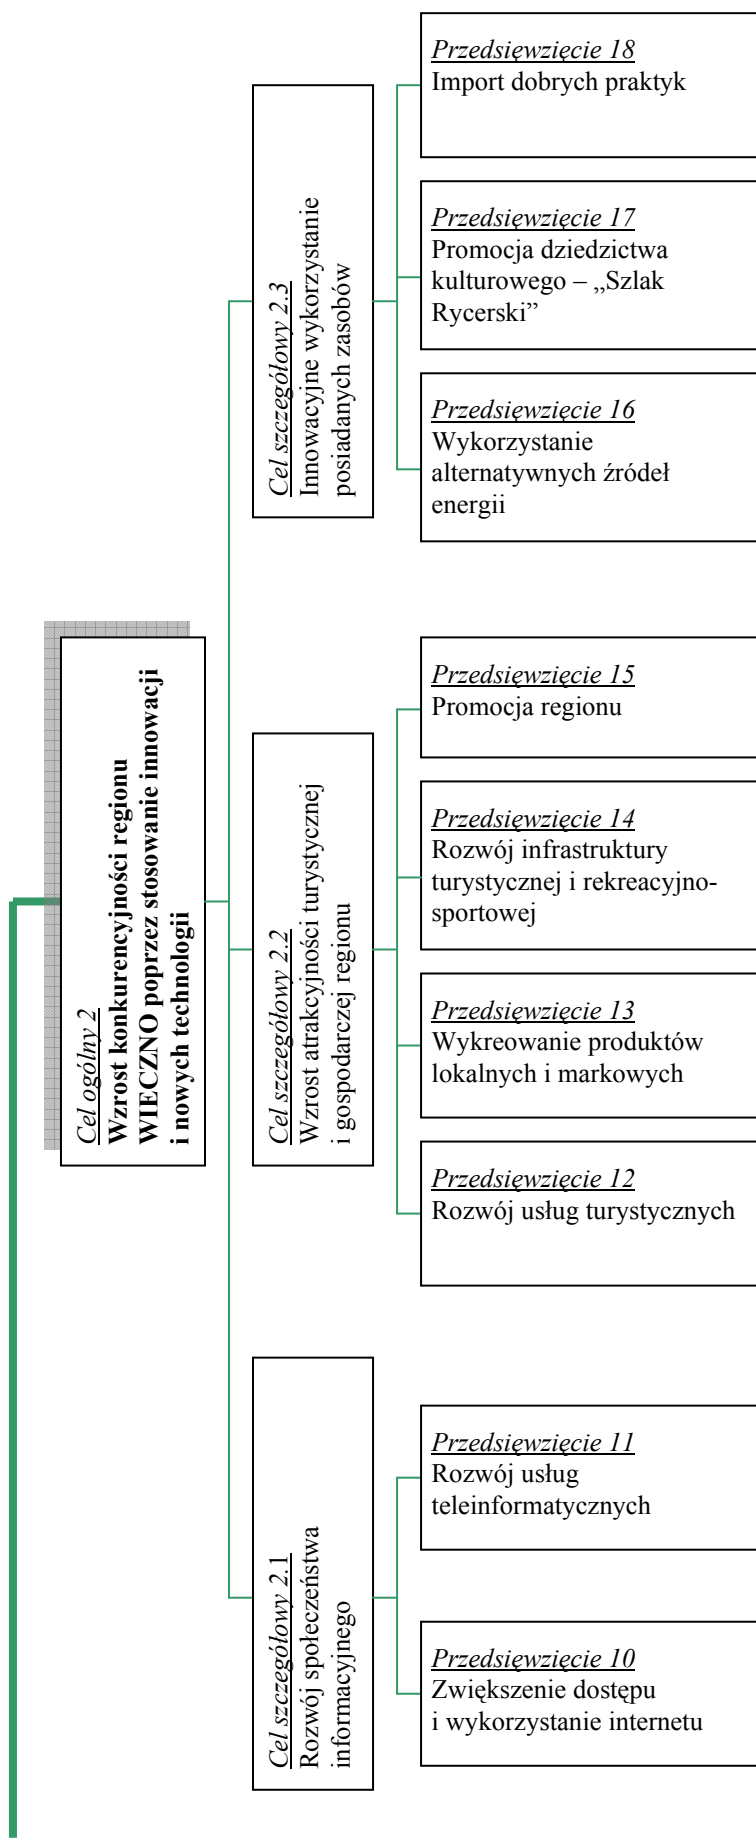 Cel ogólny 2
Wzrost konkurencyjności regionu
WIECZNO poprzez stosowanie innowacji
i nowych technologii
Cel szczegółowy 2.1
Rozwój społeczeństwa
informacyjnego
Przedsięwzięcie 10
Zwiększenie dostępu
i wykorzystanie internetu
Przedsięwzięcie 11
Rozwój usług
teleinformatycznych
Cel szczegółowy 2.2
Wzrost atrakcyjności turystycznej
i gospodarczej regionu
Przedsięwzięcie 12
Rozwój usług turystycznych
Przedsięwzięcie 13
Wykreowanie produktów
lokalnych i markowych
Przedsięwzięcie 14
Rozwój infrastruktury
turystycznej i rekreacyjno-
sportowej
Przedsięwzięcie 15
Promocja regionu
Cel szczegółowy 2.3
Innowacyjne wykorzystanie
posiadanych zasobów
Przedsięwzięcie 16
Wykorzystanie
alternatywnych źródeł
energii
Przedsięwzięcie 17
Promocja dziedzictwa
kulturowego – „Szlak
Rycerski”
Przedsięwzięcie 18
Import dobrych praktyk